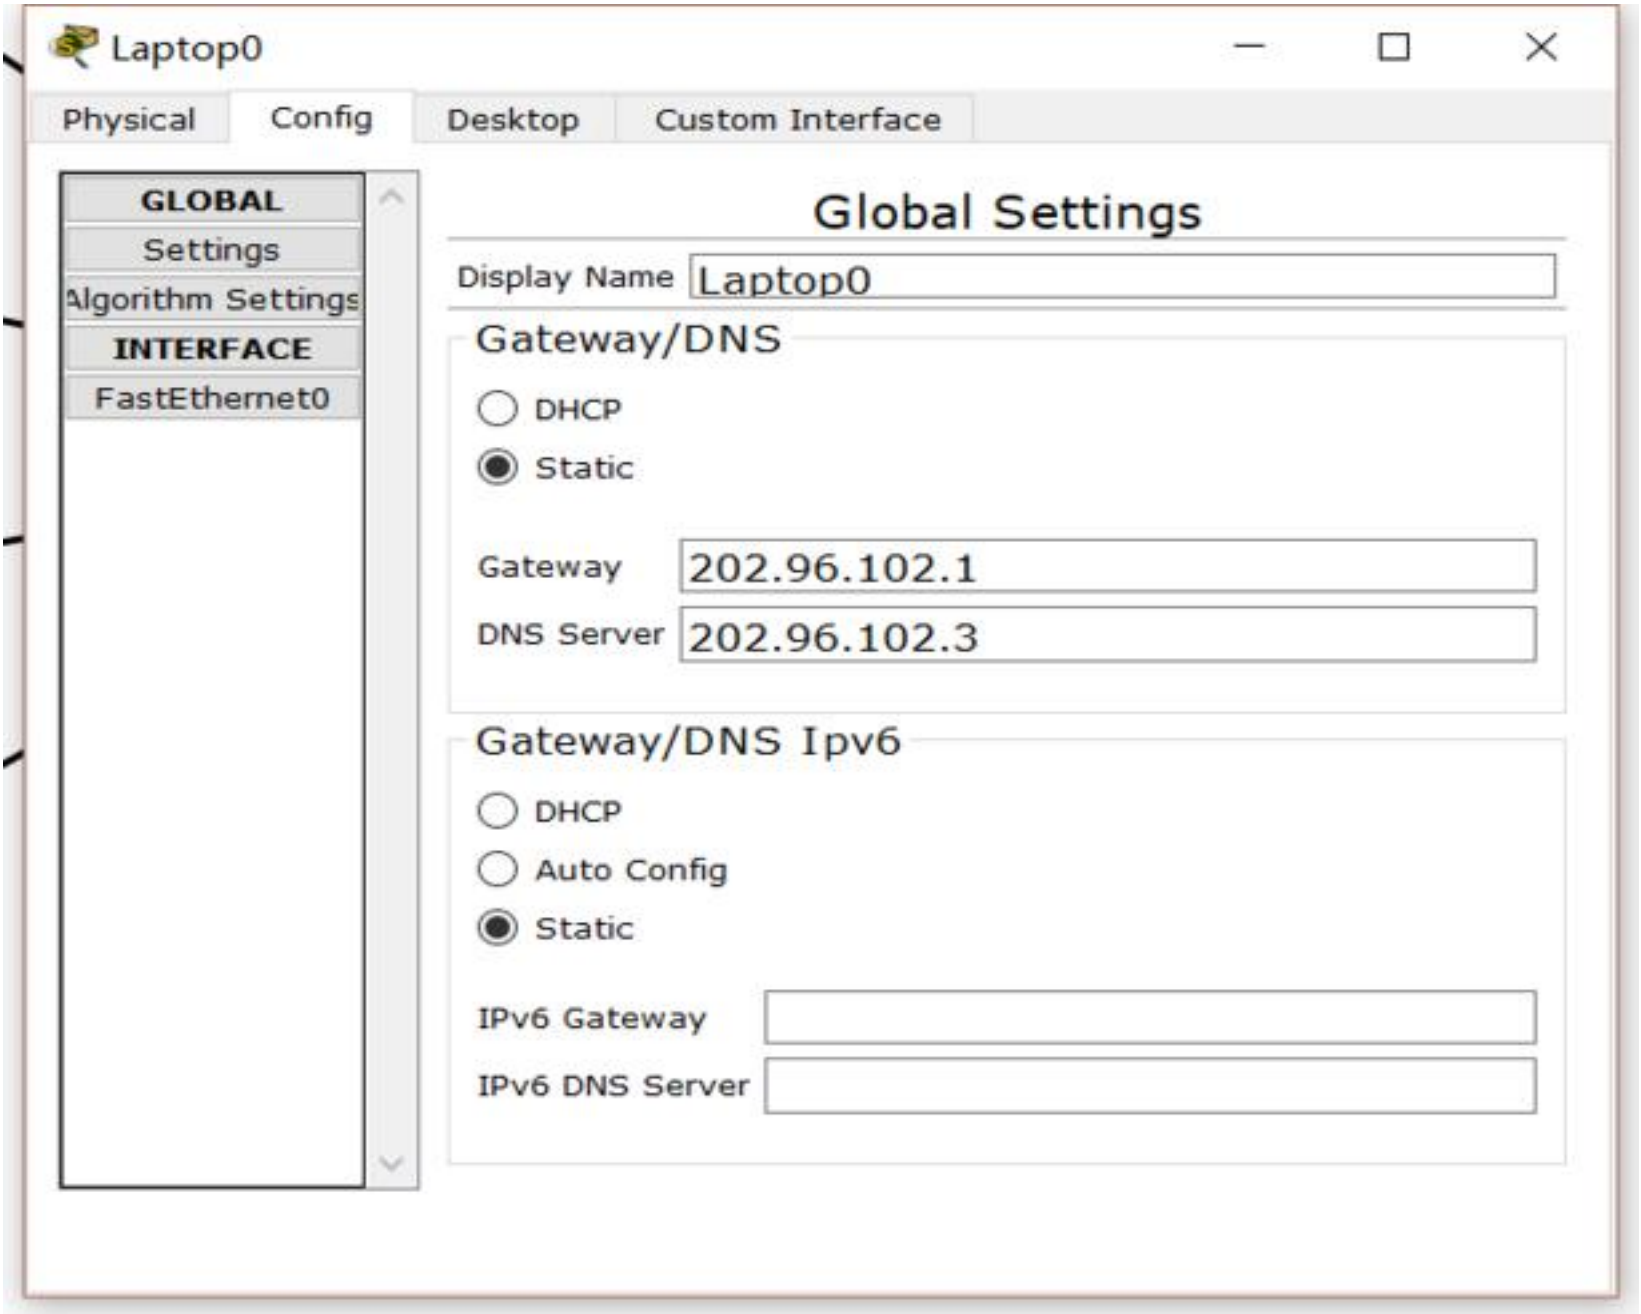 Laptop0
Physical Config Desktop Custom Interface
GLOBAL
Settings
Algorithm Settings
INTERFACE
FastEthernet0
Global Settings
Display Name Laptop0
Gateway/DNS
DHCP
Static
Gateway 202.96.102.1
DNS Server 202.96.102.3
Gateway/DNS Ipv6
DHCP
Auto Config
Static
IPv6 Gateway
IPv6 DNS Server